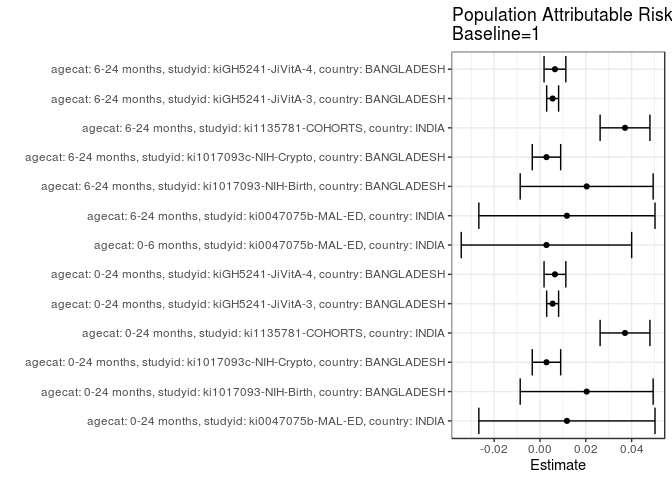 Population Attributable Risk
Baseline=1
agecat: 6-24 months, studyid: kiGH5241-JiVitA-4, country: BANGLADESH
agecat: 6-24 months, studyid: kiGH5241-JiVitA-3, country: BANGLADESH
agecat: 6-24 months, studyid: ki1135781-COHORTS, country: INDIA
agecat: 6-24 months, studyid: ki1017093c-NIH-Crypto, country: BANGLADESH
agecat: 6-24 months, studyid: ki1017093-NIH-Birth, country: BANGLADESH
agecat: 6-24 months, studyid: ki0047075b-MAL-ED, country: INDIA
agecat: 0-6 months, studyid: ki0047075b-MAL-ED, country: INDIA
agecat: 0-24 months, studyid: kiGH5241-JiVitA-4, country: BANGLADESH
agecat: 0-24 months, studyid: kiGH5241-JiVitA-3, country: BANGLADESH
agecat: 0-24 months, studyid: ki1135781-COHORTS, country: INDIA
agecat: 0-24 months, studyid: ki1017093c-NIH-Crypto, country: BANGLADESH
agecat: 0-24 months, studyid: ki1017093-NIH-Birth, country: BANGLADESH
agecat: 0-24 months, studyid: ki0047075b-MAL-ED, country: INDIA
-0.02 0.00 0.02 0.04
Estimate